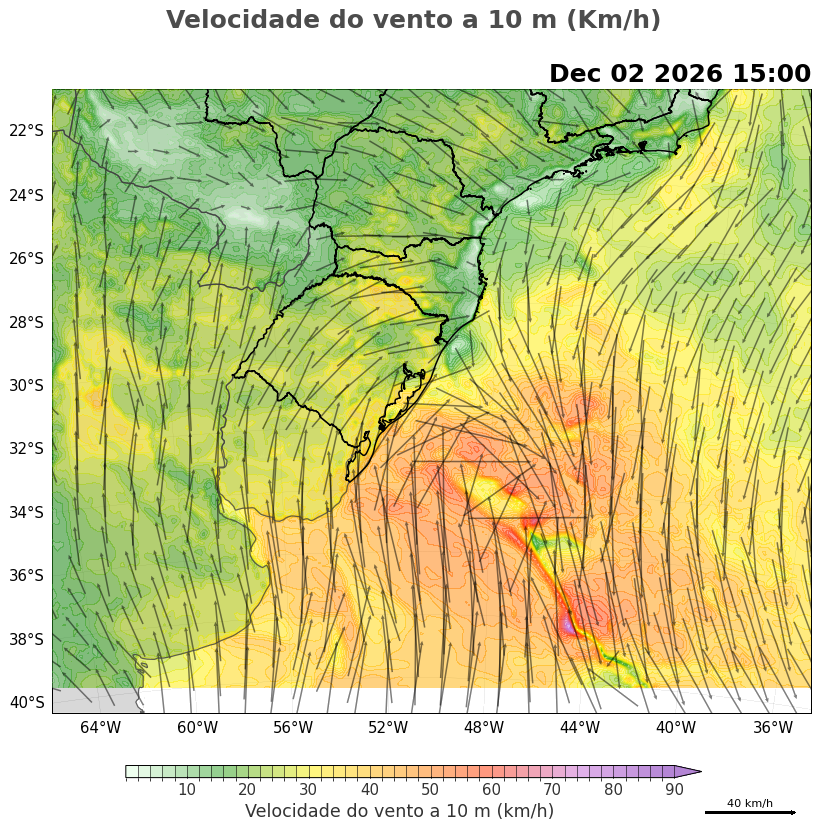 Velocidade do vento a 10 m (Km/h)
Dec 02 2026 15:00
22°S
24°S
26°S
28°S
30°S
32°S
34°S
36°S
38°S
40°S
64°W 60°W 56°W 52°W 48°W 44°W 40°W 36°W
10 20 30 40 50 60 70 80 90
Velocidade do vento a 10 m (km/h)
40 km/h